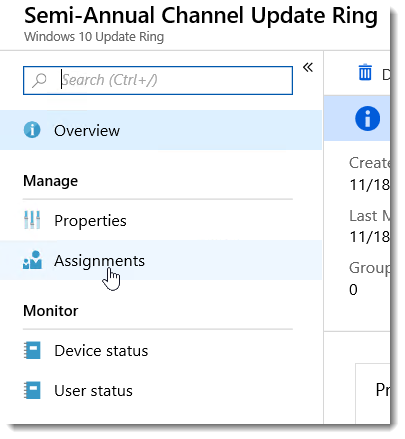 Semi-Annual Channel Update Ring
Windows 10 Update Ring
Search (Ctrl+/)
«
Overview
Manage
Properties
Assignments
Monitor
Device status
User status
D
Create
11/18
Last M
11/18
Group
0
Pr